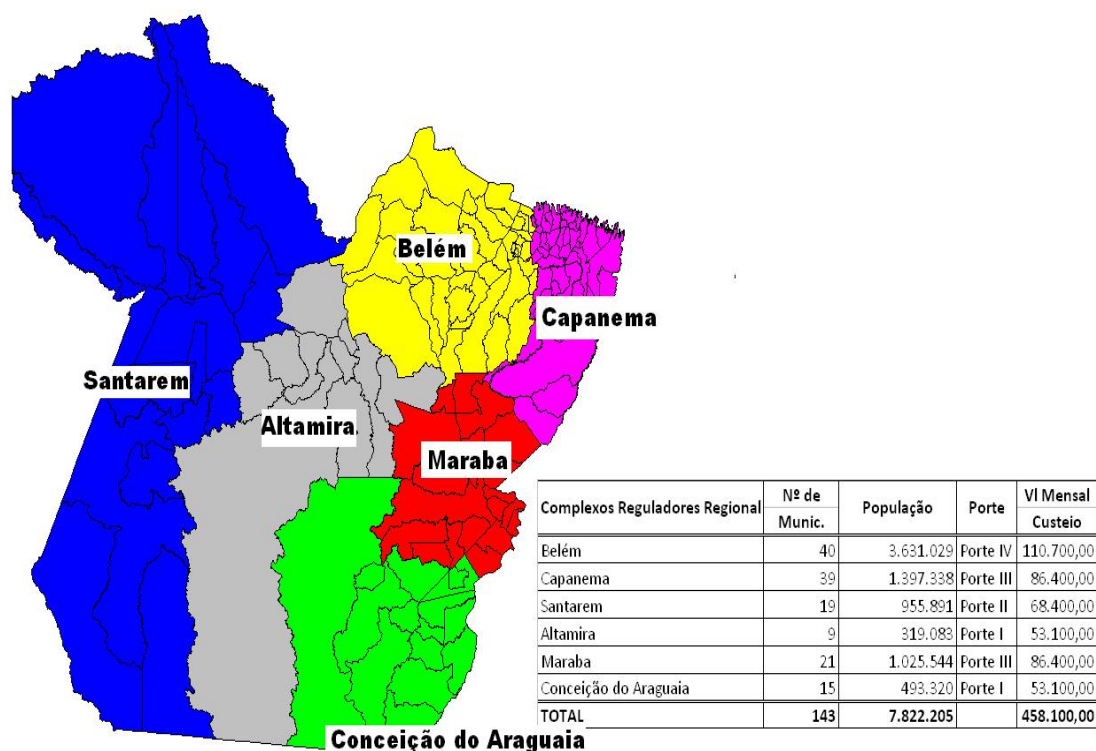 Belém
Capanema
Santarem
Altamira
Maraba
Conceição do Araguaia
Complexos Reguladores Regional Nº de Munic. População Porte Vl Mensal Custeio
Belém 40 3.631.029 Porte IV 110.700,00
Capanema 39 1.397.338 Porte III 86.400,00
Santarem 19 955.891 Porte II 68.400,00
Altamira 9 319.083 Porte I 53.100,00
Maraba 21 1.025.544 Porte III 86.400,00
Conceição do Araguaia 15 493.320 Porte I 53.100,00
TOTAL 143 7.822.205 458.100,00